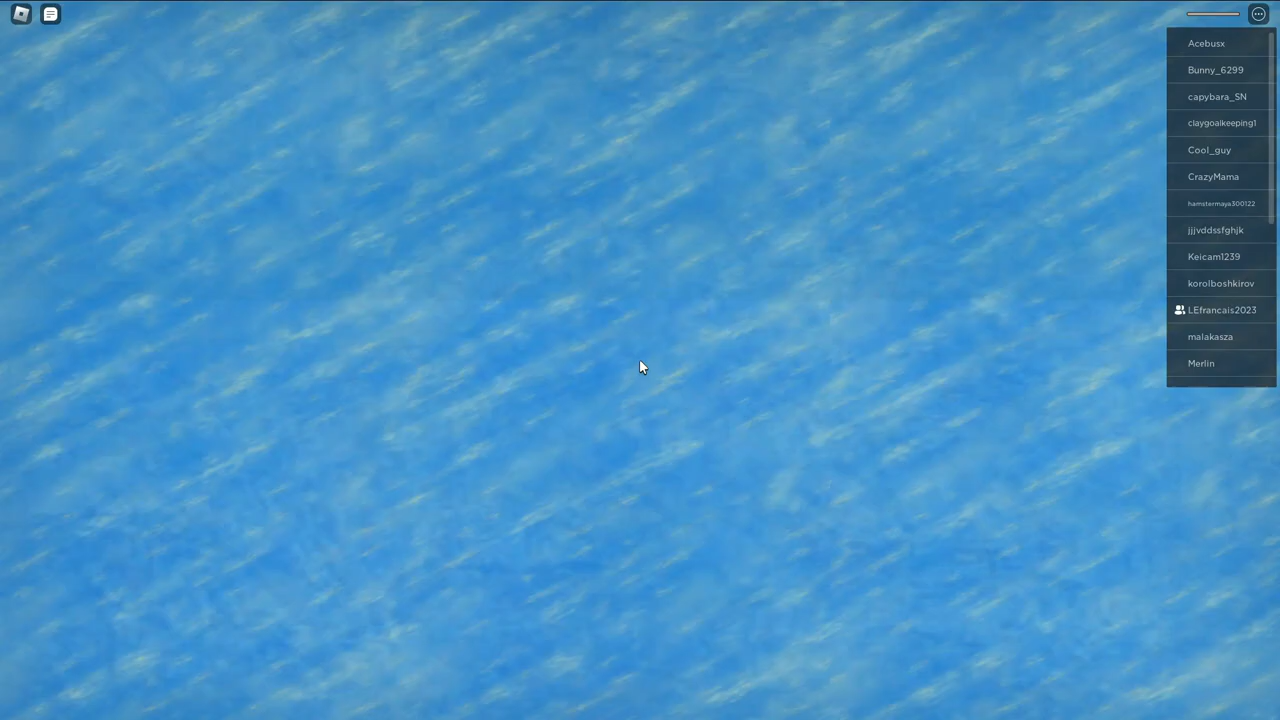 Acebusx
Bunny_6299
capybara_SN
claygoalkeeping1
Cool_guy
CrazyMama
hamstermaya300122
jjjvddssfghjk
Keicam1239
korolboshkirov
LEfrancais2023
malakasza
Merlin